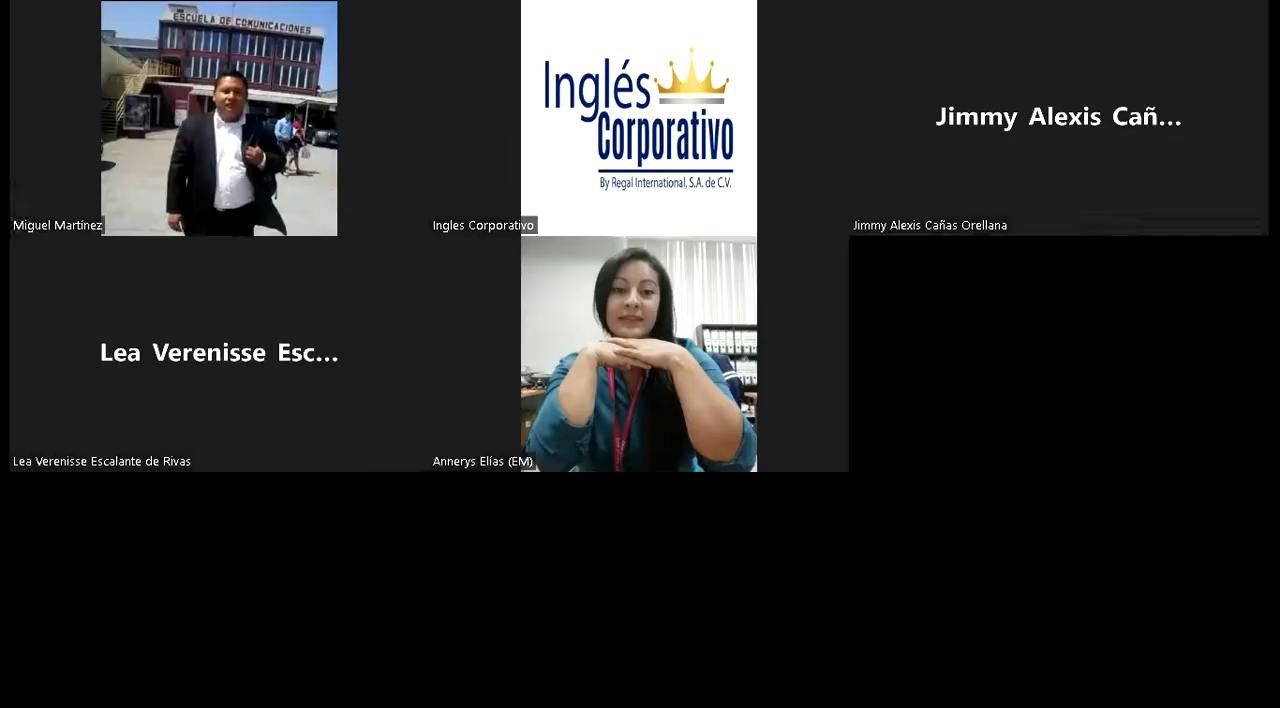 ESCUELA DE COMUNICACIONES
Miguel Martínez
Inglés
Corporativo
By Regal International, S.A. de C.V.
Ingles Corporativo
Jimmy Alexis Cañ...
Jimmy Alexis Cañas Orellana
Lea Verenisse Esc...
Lea Verenisse Escalante de Rivas
Annerys Elías (EM)